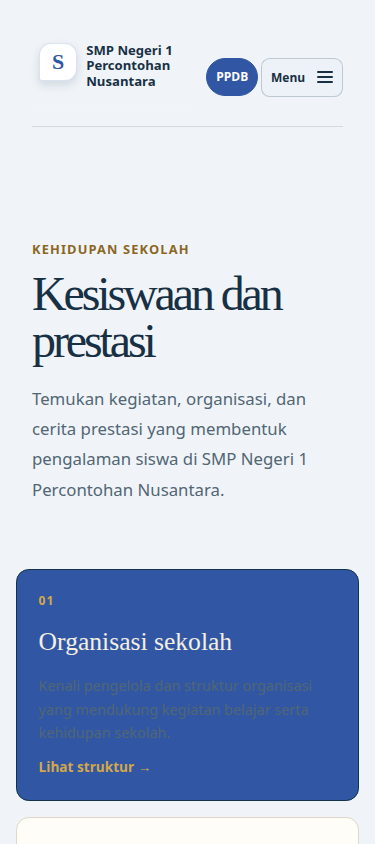 S
SMP Negeri 1
Percontohan
Nusantara
PPDB
Menu
KEHIDUPAN SEKOLAH
Kesiswaan dan
prestasi
Temukan kegiatan, organisasi, dan
cerita prestasi yang membentuk
pengalaman siswa di SMP Negeri 1
Percontohan Nusantara.
01
Organisasi sekolah
Kenali pengelola dan struktur organisasi
yang mendukung kegiatan belajar serta
kehidupan sekolah.
Lihat struktur →